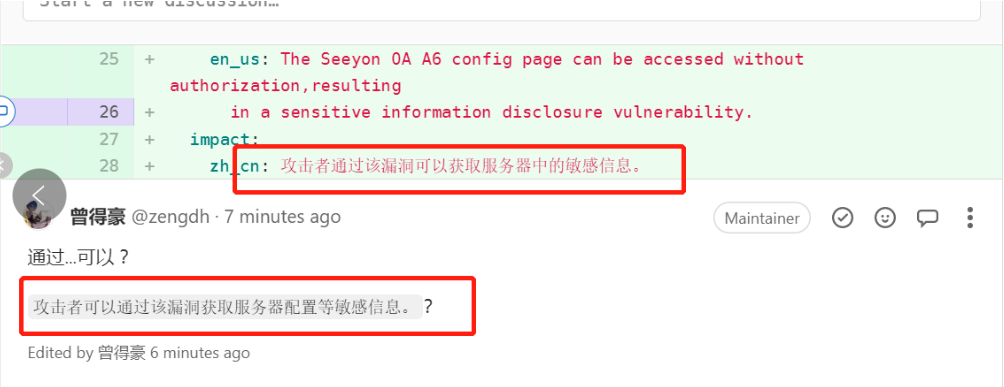 Start a new discussion…
25 + en_us: The Seeyon OA A6 config page can be accessed without
authorization,resulting
26 + in a sensitive information disclosure vulnerability.
27 + impact:
28 + zh_cn: 攻击者通过该漏洞可以获取服务器中的敏感信息。
曾得豪 @zengdh · 7 minutes ago Maintainer
通过...可以？
攻击者可以通过该漏洞获取服务器配置等敏感信息。?
Edited by 曾得豪 6 minutes ago